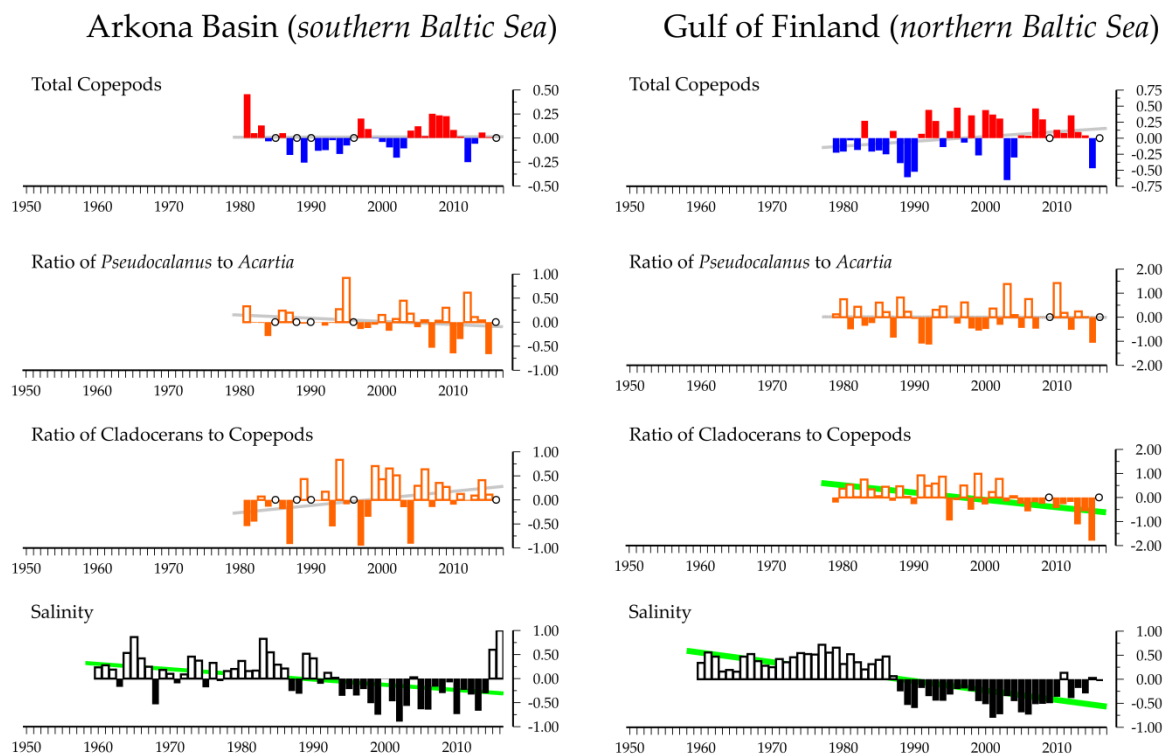 Arkona Basin (southern Baltic Sea)
Total Copepods
0.50
0.25
0.00
-0.25
-0.50
1950 1960 1970 1980 1990 2000 2010
Ratio of Pseudocalanus to Acartia
1.00
0.50
0.00
-0.50
-1.00
1950 1960 1970 1980 1990 2000 2010
Ratio of Cladocerans to Copepods
1.00
0.50
0.00
-0.50
-1.00
1950 1960 1970 1980 1990 2000 2010
Salinity
1.00
0.50
0.00
-0.50
-1.00
1950 1960 1970 1980 1990 2000 2010
Gulf of Finland (northern Baltic Sea)
Total Copepods
0.75
0.50
0.25
0.00
-0.25
-0.50
-0.75
1950 1960 1970 1980 1990 2000 2010
Ratio of Pseudocalanus to Acartia
2.00
1.00
0.00
-1.00
-2.00
1950 1960 1970 1980 1990 2000 2010
Ratio of Cladocerans to Copepods
2.00
1.00
0.00
-1.00
-2.00
1950 1960 1970 1980 1990 2000 2010
Salinity
1.00
0.50
0.00
-0.50
-1.00
1950 1960 1970 1980 1990 2000 2010